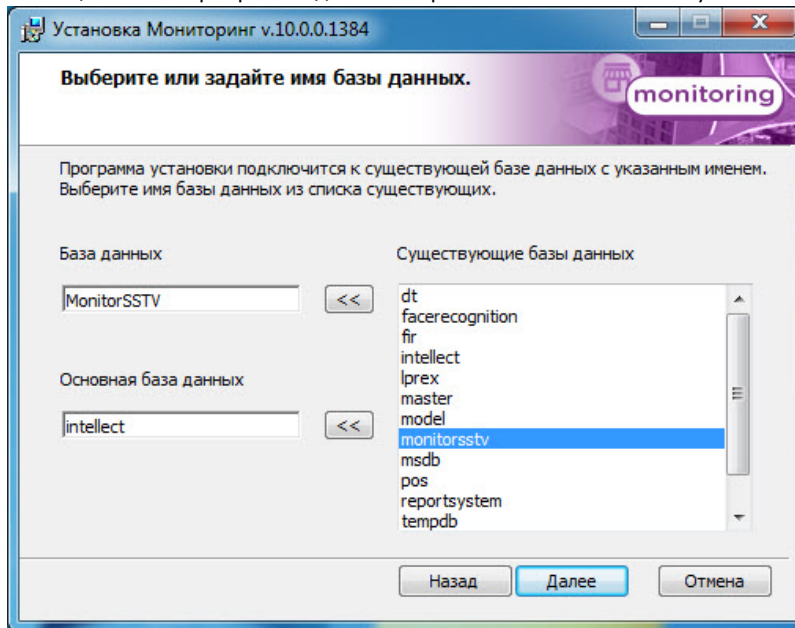 Установка Мониторинг v.10.0.0.1384
Выберите или задайте имя базы данных.
monitoring
Программа установки подключится к существующей базе данных с указанным именем.
Выберите имя базы данных из списка существующих.
База данных
Существующие базы данных
MonitorSSTV
<<
dt
facerecognition
fir
intellect
lprex
master
model
monitorsstv
msdb
pos
reportsystem
tempdb
Основная база данных
intellect
<<
Назад
Далее
Отмена